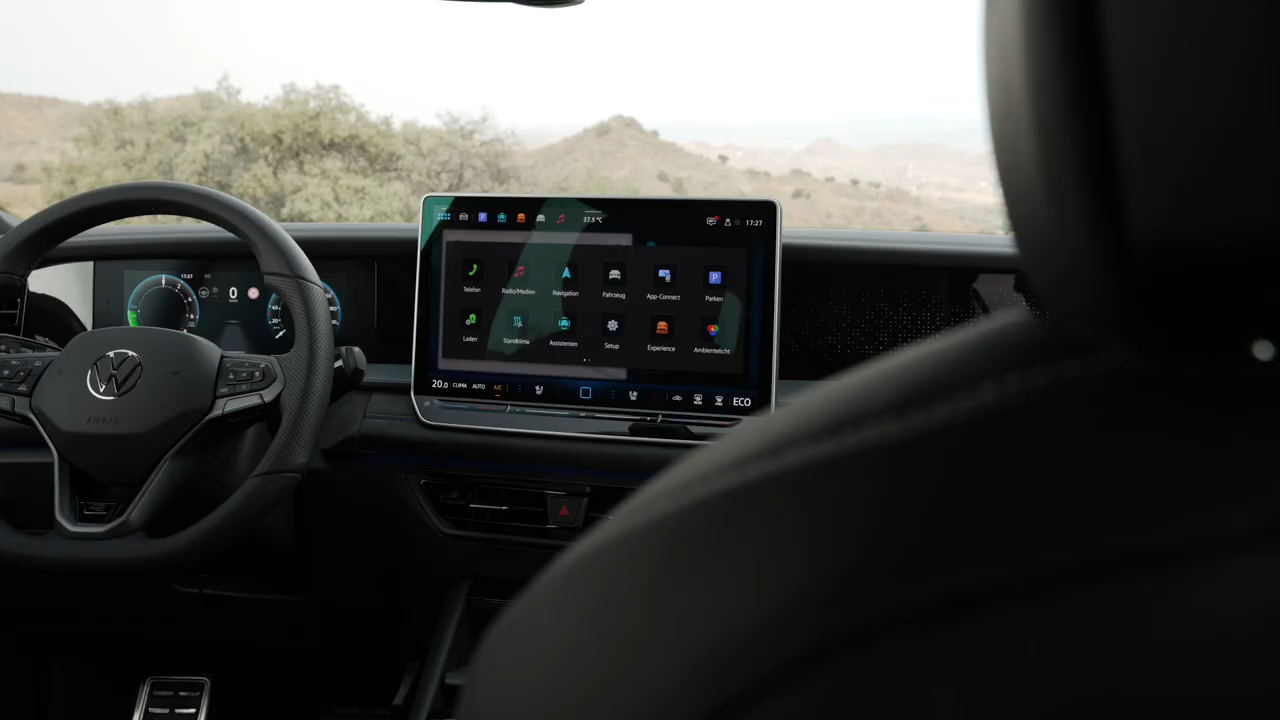 37.5 °C
17:27
Telefon
Radio/Medien
Navigation
Fahrzeug
App-Connect
Parken
Laden
Standklima
Assistenten
Setup
Experience
Ambientelicht
20.0 CLIMA AUTO A/C
ECO
17:27
0
km/h
AIRBAG